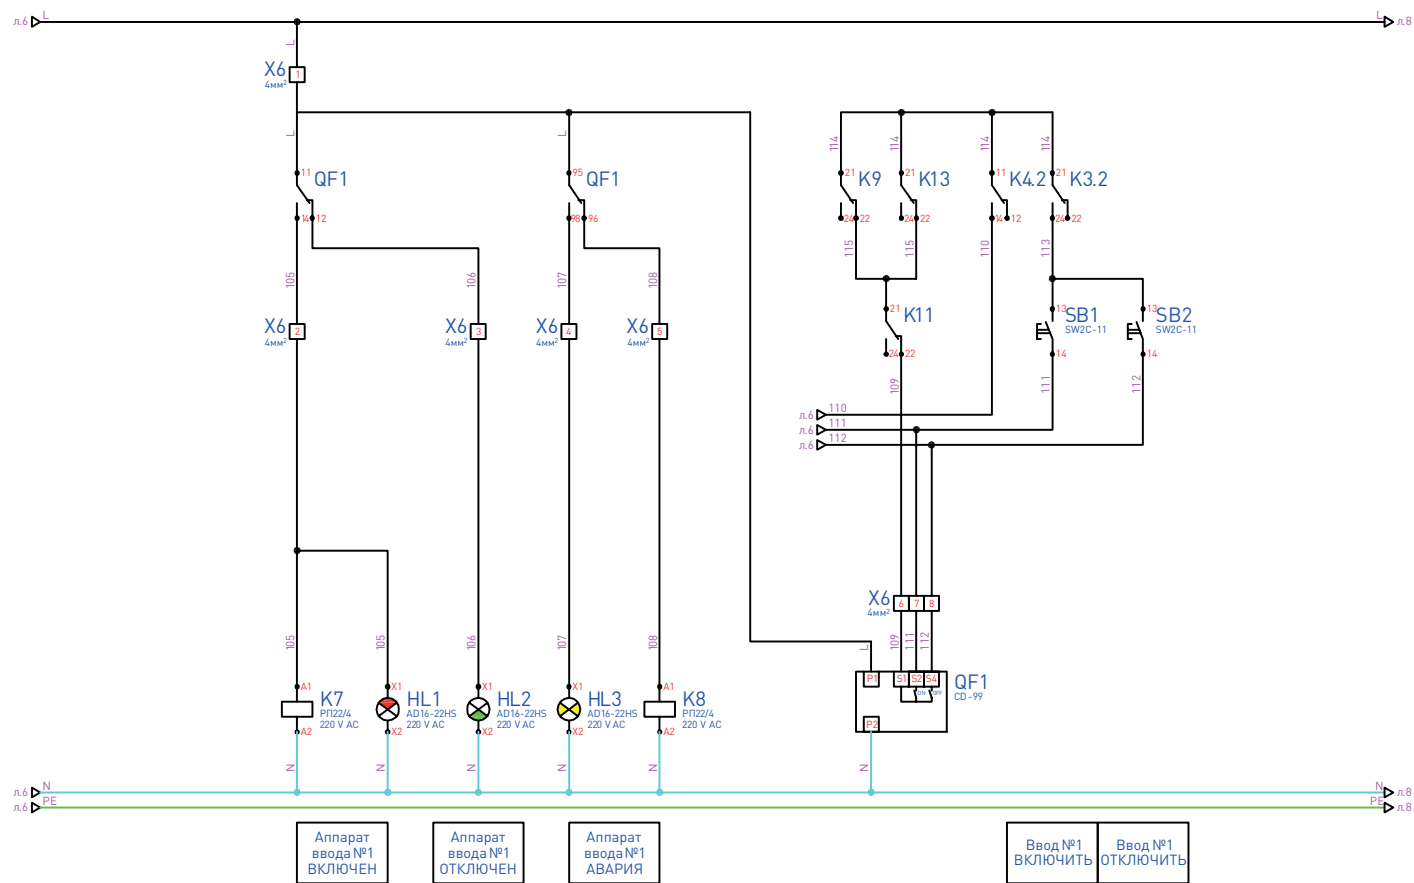 л.6
L
L
л.8
L
X6
1
4мм²
L
L
114
114
114
114
11
QF1
95
QF1
21
K9
21
K13
11
K4.2
21
K3.2
14
12
98
96
24
22
24
22
14
12
24
22
105
106
107
108
115
115
110
113
X6
2
4мм²
X6
3
4мм²
X6
4
4мм²
X6
5
4мм²
21
K11
24
22
13
SB1
SW2C-11
14
13
SB2
SW2C-11
14
109
111
112
л.6
110
л.6
111
л.6
112
X6
4мм²
6
7
8
105
105
106
107
108
L
109
111
112
A1
K7
РП22/4
220 V AC
A2
X1
HL1
AD16-22HS
220 V AC
X2
X1
HL2
AD16-22HS
220 V AC
X2
X1
HL3
AD16-22HS
220 V AC
X2
A1
K8
РП22/4
220 V AC
A2
P1
S1
S2
S4
ON
OFF
P2
QF1
CD-99
N
N
N
N
N
N
л.6
N
N
л.8
л.6
PE
PE
л.8
Аппарат
ввода №1
ВКЛЮЧЕН
Аппарат
ввода №1
ОТКЛЮЧЕН
Аппарат
ввода №1
АВАРИЯ
Ввод №1
ВКЛЮЧИТЬ
Ввод №1
ОТКЛЮЧИТЬ